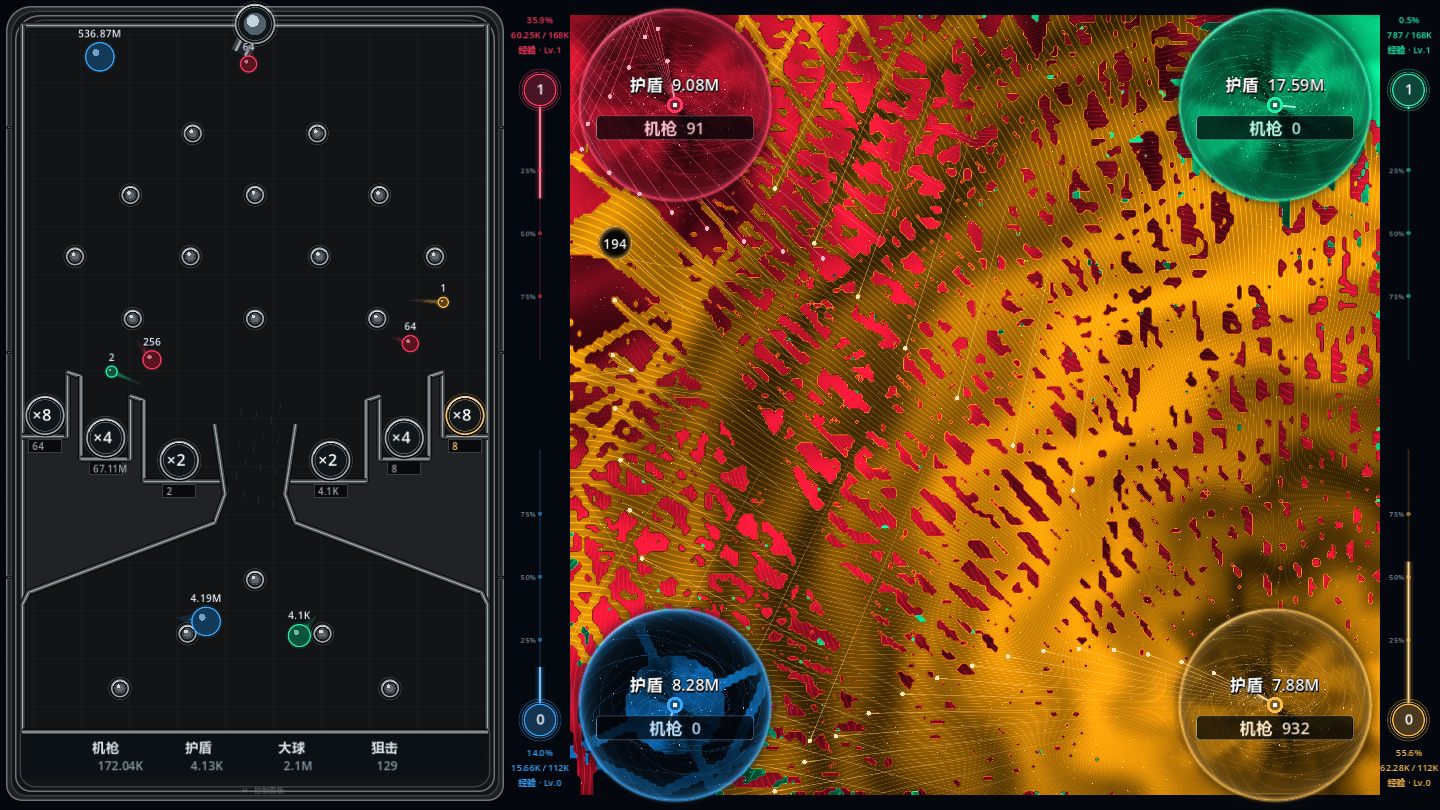 536.87M
64
1
64
256
2
×8
×4
×2
×2
×4
×8
64
67.11M
2
4.1K
8
8
4.19M
4.1K
机枪 护盾 大球 狙击
172.04K 4.13K 2.1M 129
H · 控制面板
35.9%
60.25K / 168K
经验 · Lv.1
1
25%
50%
75%
75%
50%
25%
0
14.0%
15.66K / 112K
经验 · Lv.0
护盾 9.08M
机枪 91
194
护盾 17.59M
机枪 0
护盾 8.28M
机枪 0
护盾 7.88M
机枪 932
0.5%
787 / 168K
经验 · Lv.1
1
25%
50%
75%
75%
50%
25%
0
55.6%
62.28K / 112K
经验 · Lv.0